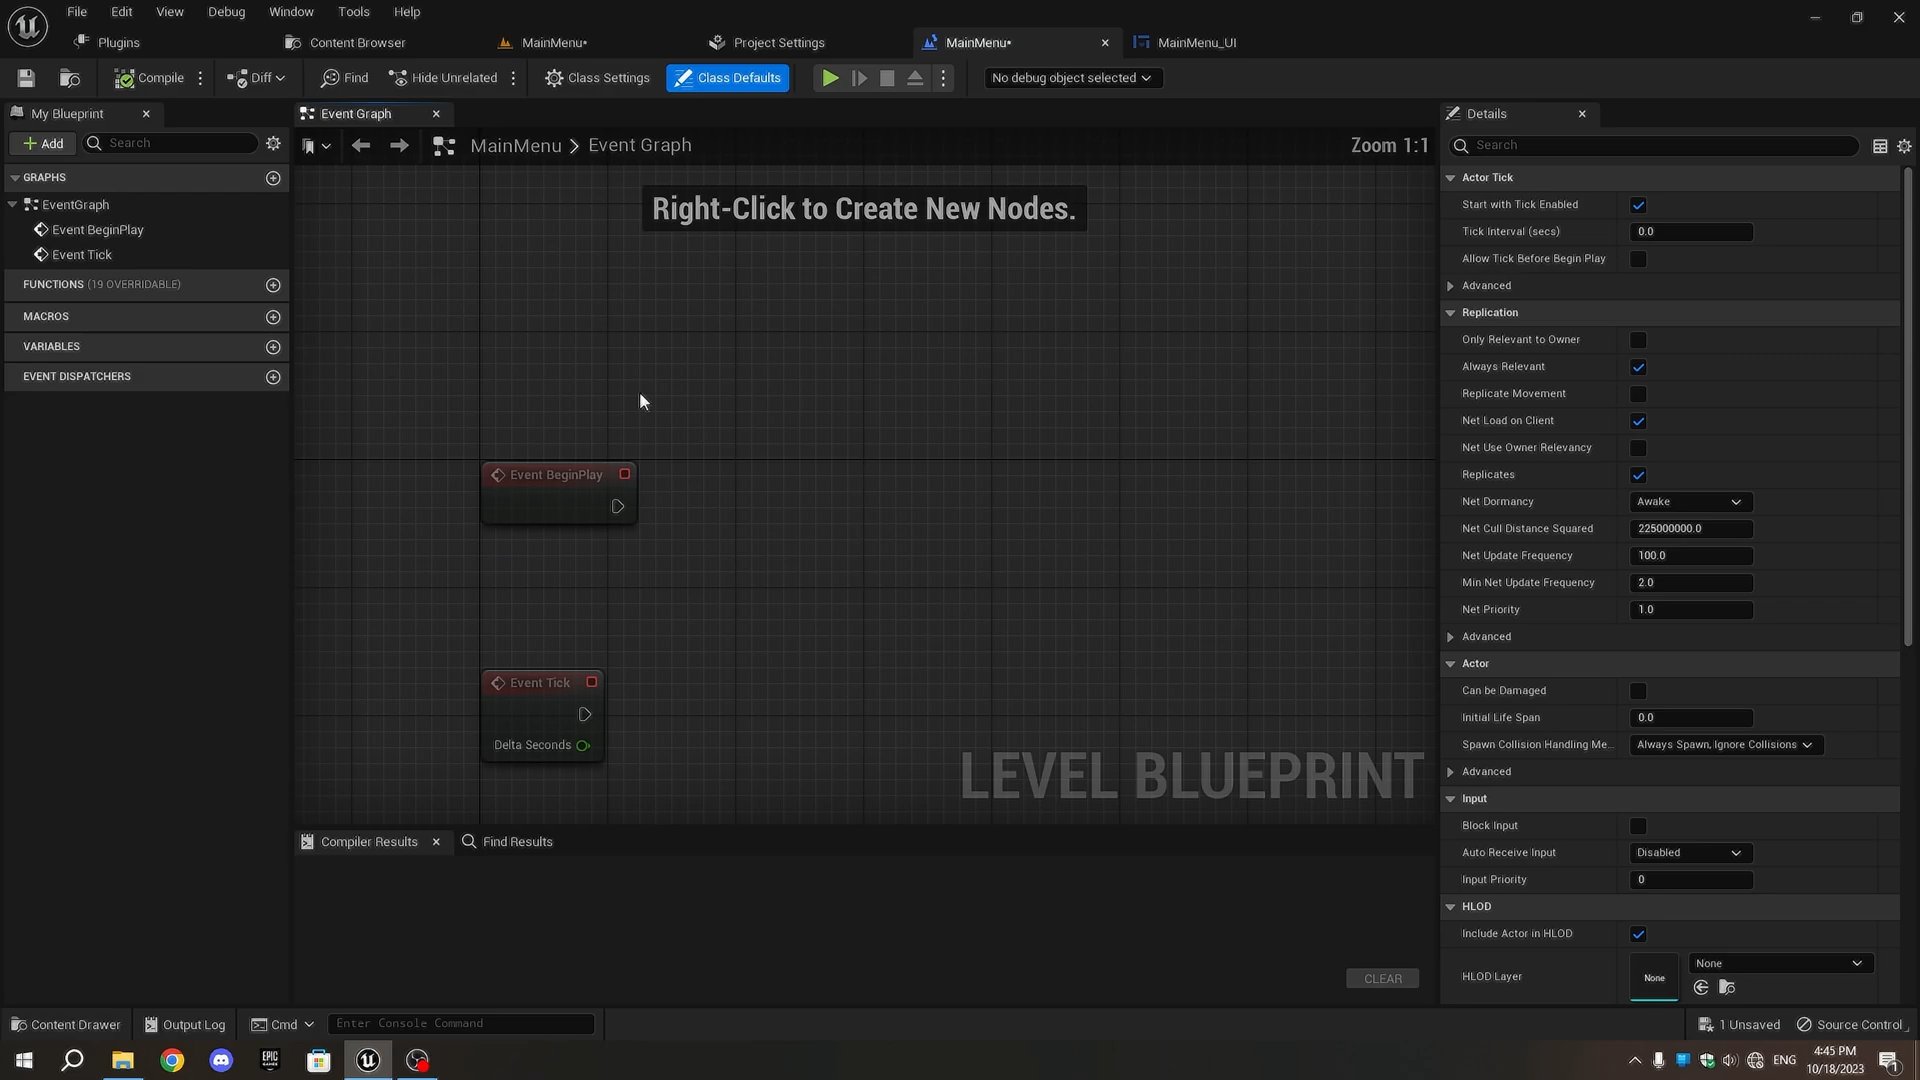 File Edit View Debug Window Tools Help
Plugins Content Browser MainMenu• Project Settings MainMenu• MainMenu_UI
Compile Diff Find Hide Unrelated Class Settings Class Defaults No debug object selected
My Blueprint Event Graph Details
Add Search MainMenu > Event Graph Zoom 1:1 Search
GRAPHS
EventGraph
Event BeginPlay
Event Tick
FUNCTIONS (19 OVERRIDABLE)
MACROS
VARIABLES
EVENT DISPATCHERS
Right-Click to Create New Nodes.
Event BeginPlay
Event Tick
Delta Seconds
LEVEL BLUEPRINT
Compiler Results Find Results
CLEAR
Actor Tick
Start with Tick Enabled
Tick Interval (secs) 0.0
Allow Tick Before Begin Play
Advanced
Replication
Only Relevant to Owner
Always Relevant
Replicate Movement
Net Load on Client
Net Use Owner Relevancy
Replicates
Net Dormancy Awake
Net Cull Distance Squared 225000000.0
Net Update Frequency 100.0
Min Net Update Frequency 2.0
Net Priority 1.0
Advanced
Actor
Can be Damaged
Initial Life Span 0.0
Spawn Collision Handling Me... Always Spawn, Ignore Collisions
Advanced
Input
Block Input
Auto Receive Input Disabled
Input Priority 0
HLOD
Include Actor in HLOD
HLOD Layer None None
Content Drawer Output Log Cmd Enter Console Command 1 Unsaved Source Control
EPIC GAMES ENG 4:45 PM
10/18/2023 1